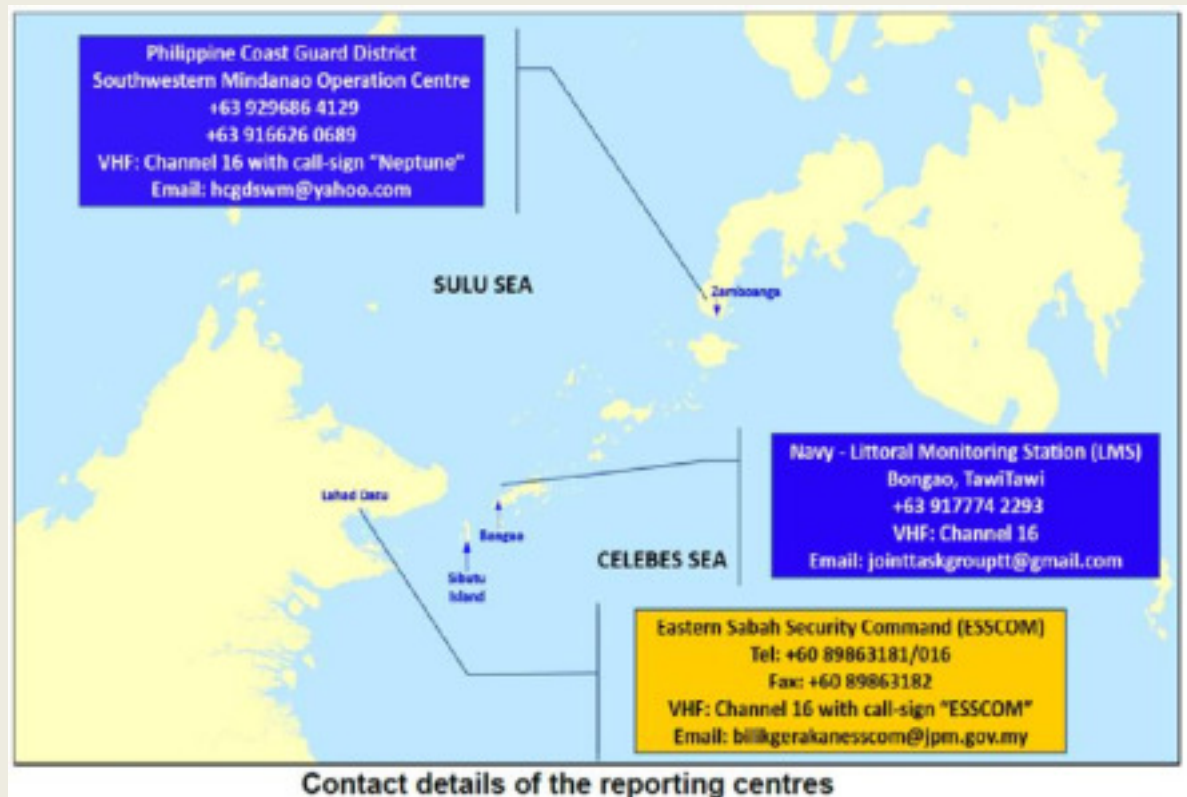 Philippine Coast Guard District
Southwestern Mindanao Operation Centre
+63 929686 4129
+63 916626 0689
VHF: Channel 16 with call-sign "Neptune"
Email: hcgdswm@yahoo.com
SULU SEA
Zamboanga
Navy - Littoral Monitoring Station (LMS)
Bongao, TawiTawi
+63 917774 2293
VHF: Channel 16
Email: jointtaskgrouptt@gmail.com
Lahad Datu
Bongao
CELEBES SEA
Sibutu
Island
Eastern Sabah Security Command (ESSCOM)
Tel: +60 89863181/016
Fax: +60 89863182
VHF: Channel 16 with call-sign "ESSCOM"
Email: bilikgerakanesscom@jpm.gov.my
Contact details of the reporting centres